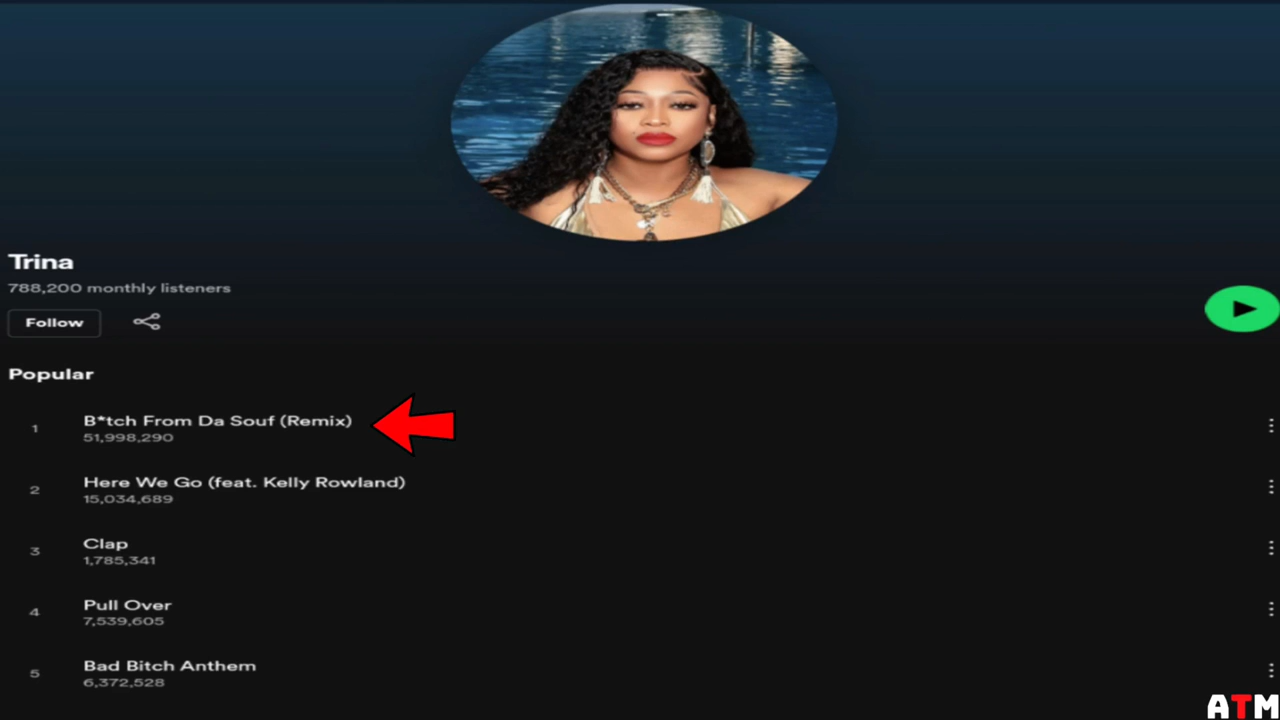 Trina
788,200 monthly listeners
Follow
Popular
1
B*tch From Da Souf (Remix)
51,998,290
2
Here We Go (feat. Kelly Rowland)
15,034,689
3
Clap
1,785,341
4
Pull Over
7,539,605
5
Bad Bitch Anthem
6,372,528
ATM